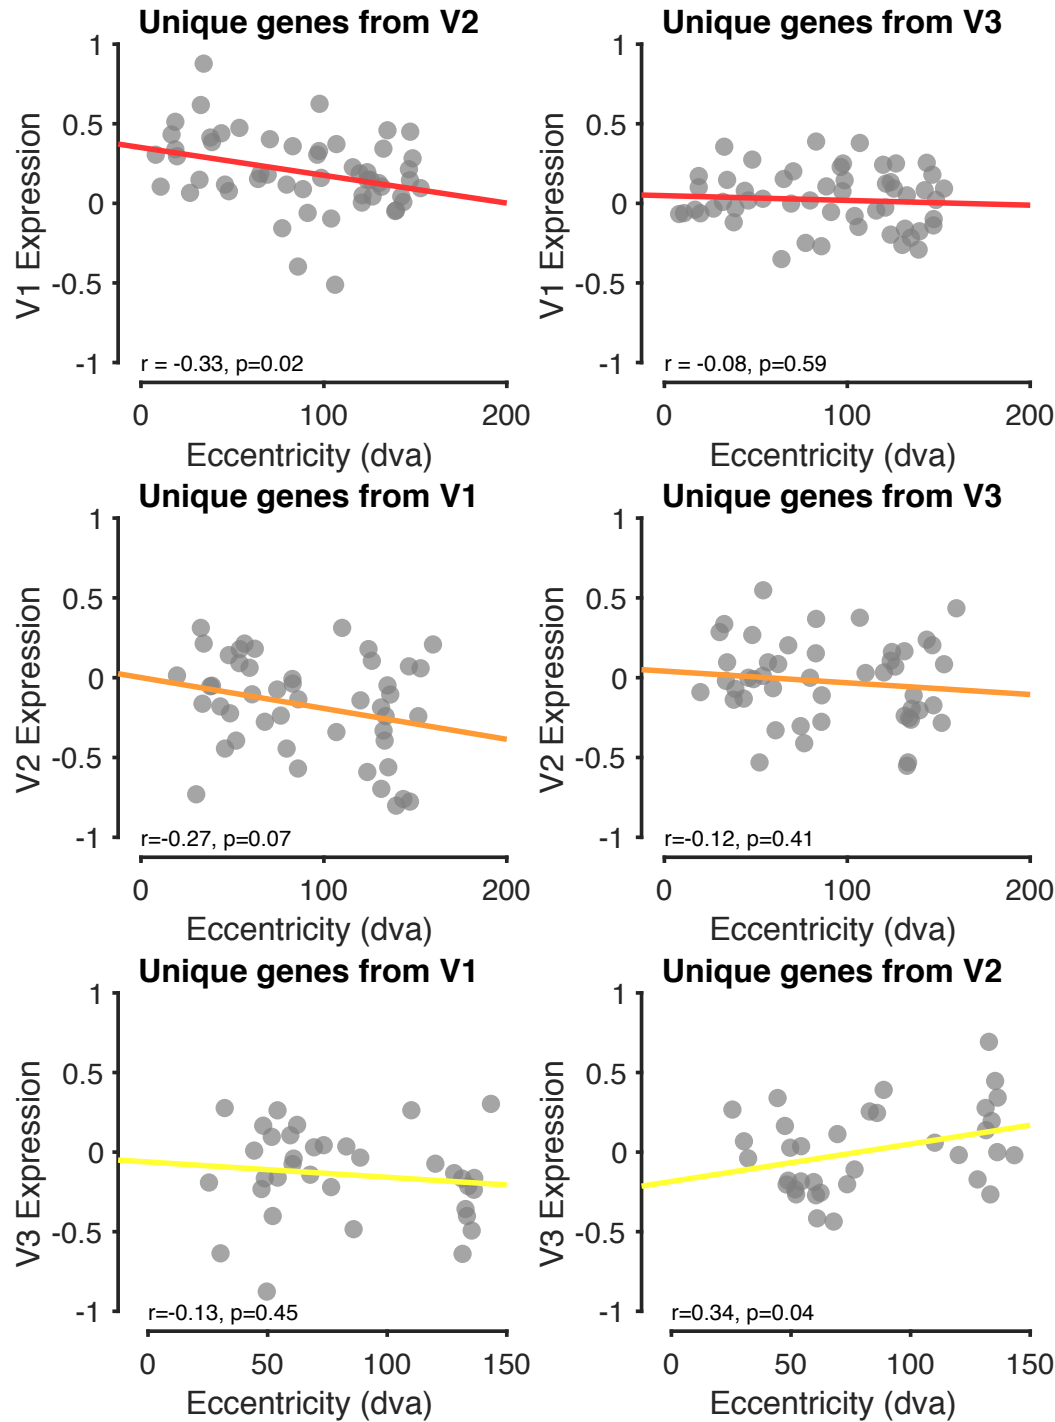 Unique genes from V2
1
0.5
0
-0.5
-1
V1 Expression
r = -0.33, p=0.02
0 100 200
Eccentricity (dva)
Unique genes from V3
1
0.5
0
-0.5
-1
V1 Expression
r = -0.08, p=0.59
0 100 200
Eccentricity (dva)
Unique genes from V1
1
0.5
0
-0.5
-1
V2 Expression
r=-0.27, p=0.07
0 100 200
Eccentricity (dva)
Unique genes from V3
1
0.5
0
-0.5
-1
V2 Expression
r=-0.12, p=0.41
0 100 200
Eccentricity (dva)
Unique genes from V1
1
0.5
0
-0.5
-1
V3 Expression
r=-0.13, p=0.45
0 50 100 150
Eccentricity (dva)
Unique genes from V2
1
0.5
0
-0.5
-1
V3 Expression
r=0.34, p=0.04
0 50 100 150
Eccentricity (dva)